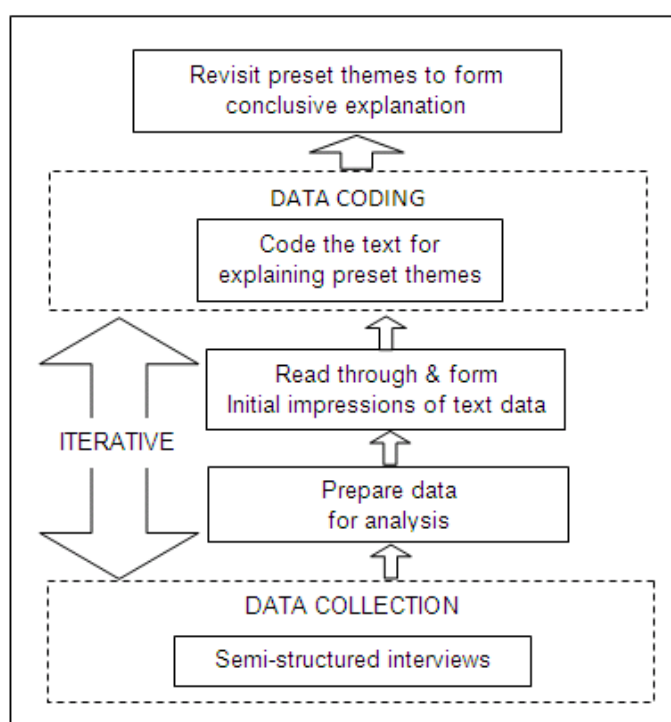 Revisit preset themes to form
conclusive explanation
DATA CODING
Code the text for
explaining preset themes
Read through & form
Initial impressions of text data
ITERATIVE
Prepare data
for analysis
DATA COLLECTION
Semi-structured interviews